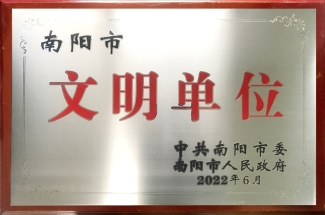 南阳市
文明单位
中共南阳市委
南阳市人民政府
2022年6月